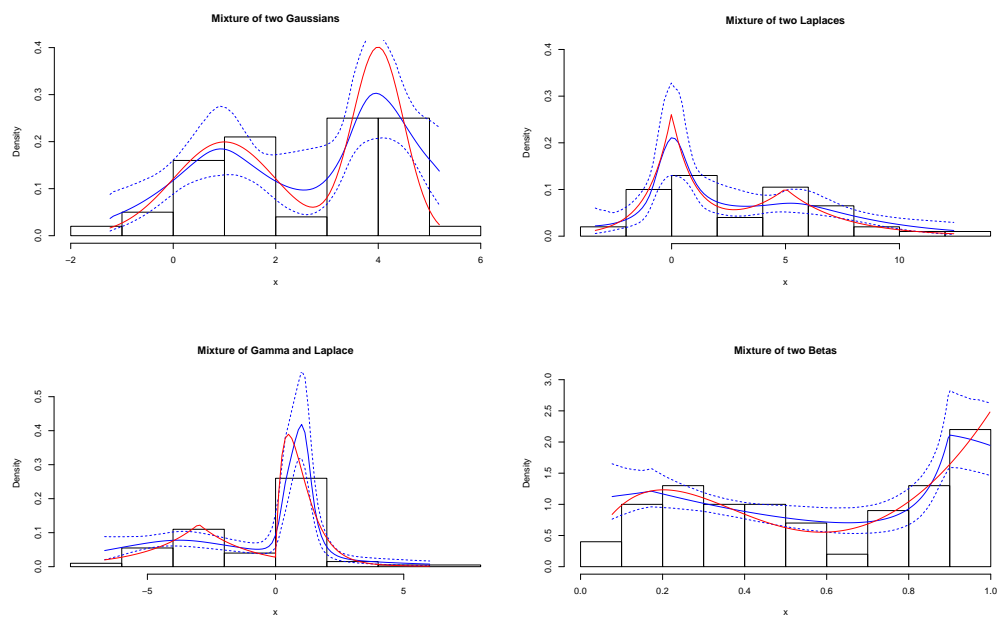 Mixture of two Gaussians
Density
0.0 0.1 0.2 0.3 0.4
−2 0 2 4 6
x
Mixture of two Laplaces
Density
0.0 0.1 0.2 0.3 0.4
0 5 10
x
Mixture of Gamma and Laplace
Density
0.0 0.1 0.2 0.3 0.4 0.5
−5 0 5
x
Mixture of two Betas
Density
0.0 0.5 1.0 1.5 2.0 2.5 3.0
0.0 0.2 0.4 0.6 0.8 1.0
x